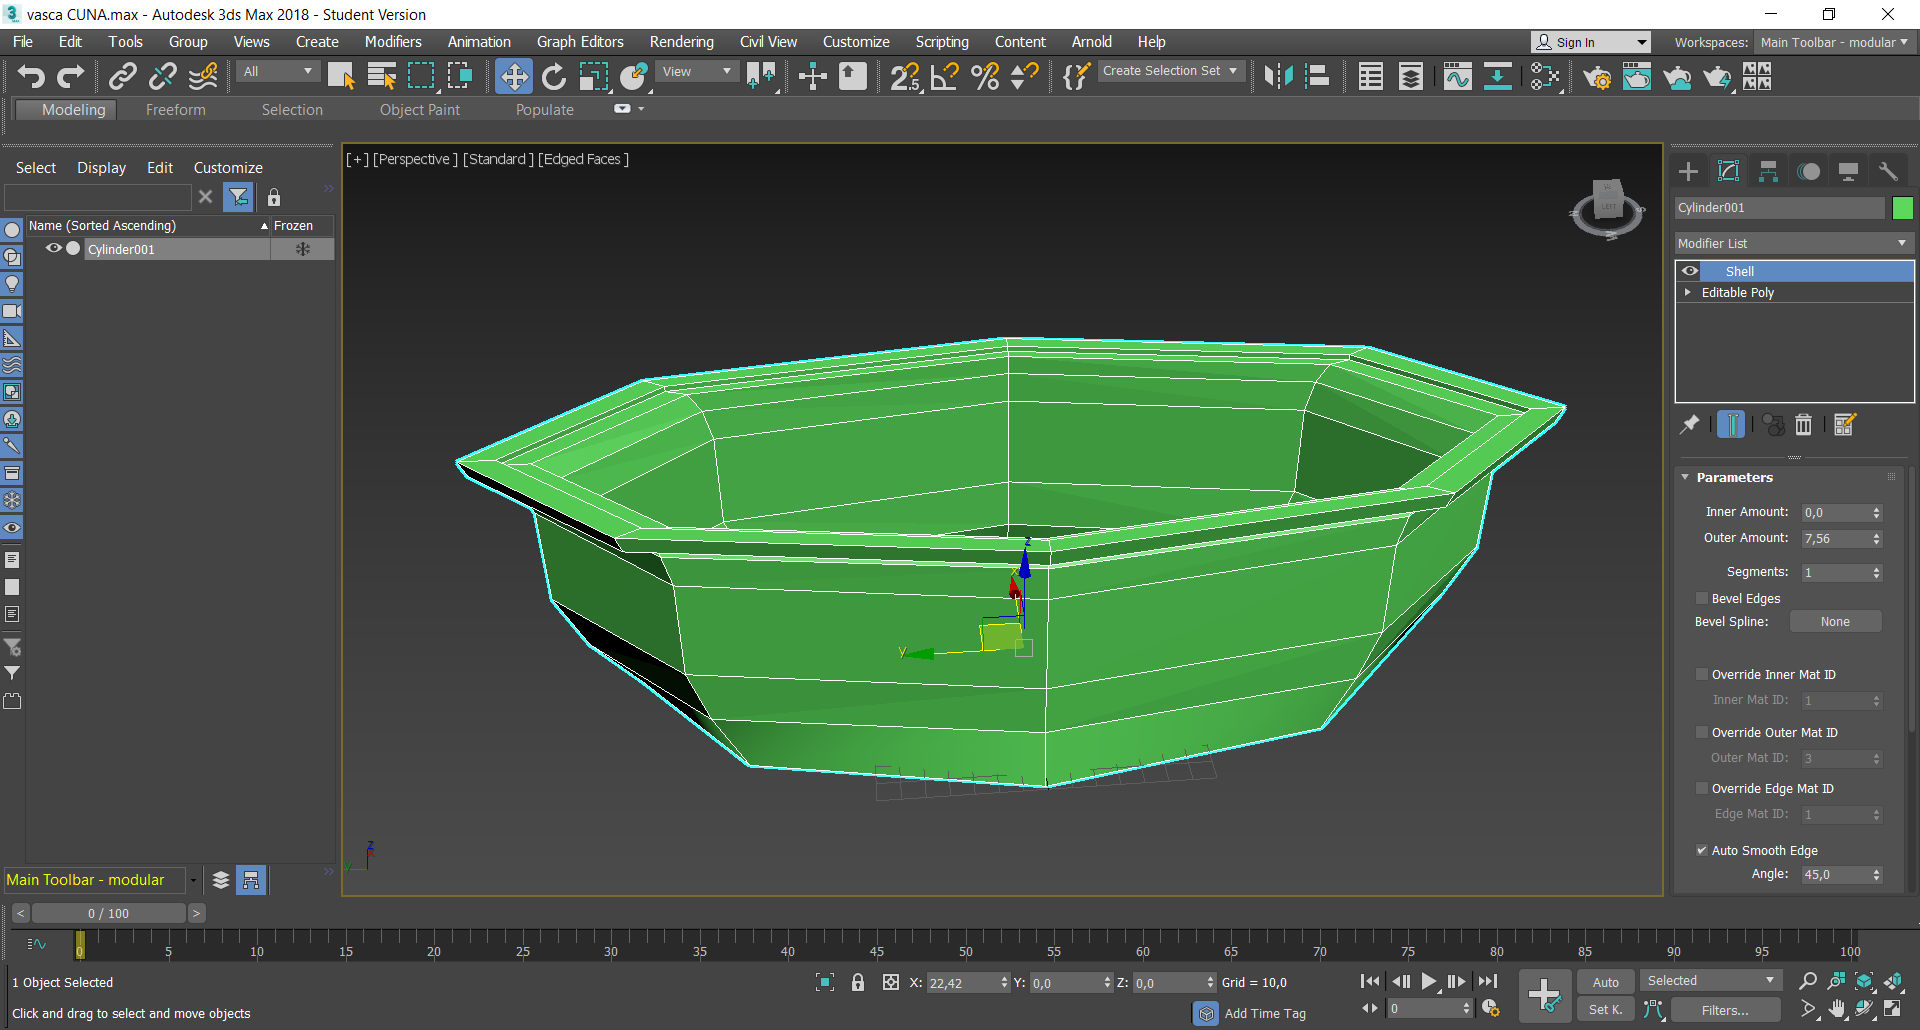 vasca CUNA.max - Autodesk 3ds Max 2018 - Student Version
File Edit Tools Group Views Create Modifiers Animation Graph Editors Rendering Civil View Customize Scripting Content Arnold Help
Sign In Workspaces: Main Toolbar - modular
All View Create Selection Set
Modeling Freeform Selection Object Paint Populate
Select Display Edit Customize
[+] [Perspective] [Standard] [Edged Faces]
Name (Sorted Ascending) Frozen
Cylinder001
LEFT
Cylinder001
Modifier List
Shell
Editable Poly
Parameters
Inner Amount: 0,0
Outer Amount: 7,56
Segments: 1
Bevel Edges
Bevel Spline: None
Override Inner Mat ID
Inner Mat ID: 1
Override Outer Mat ID
Outer Mat ID: 3
Override Edge Mat ID
Edge Mat ID: 1
Auto Smooth Edge
Angle: 45,0
z
x
y
z
x
y
Main Toolbar - modular
< 0 / 100 >
0 5 10 15 20 25 30 35 40 45 50 55 60 65 70 75 80 85 90 95 100
1 Object Selected
X: 22,42 Y: 0,0 Z: 0,0 Grid = 10,0
Auto Selected
Click and drag to select and move objects
Add Time Tag
0
Set K. Filters...